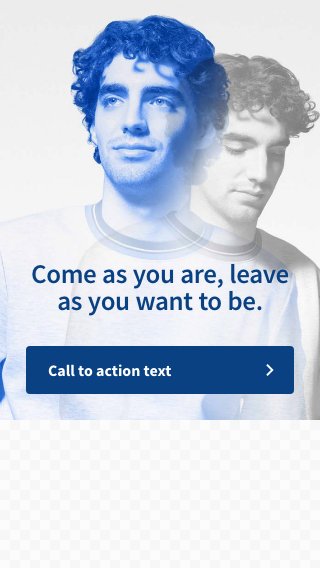 Come as you are, leave
as you want to be.
Call to action text